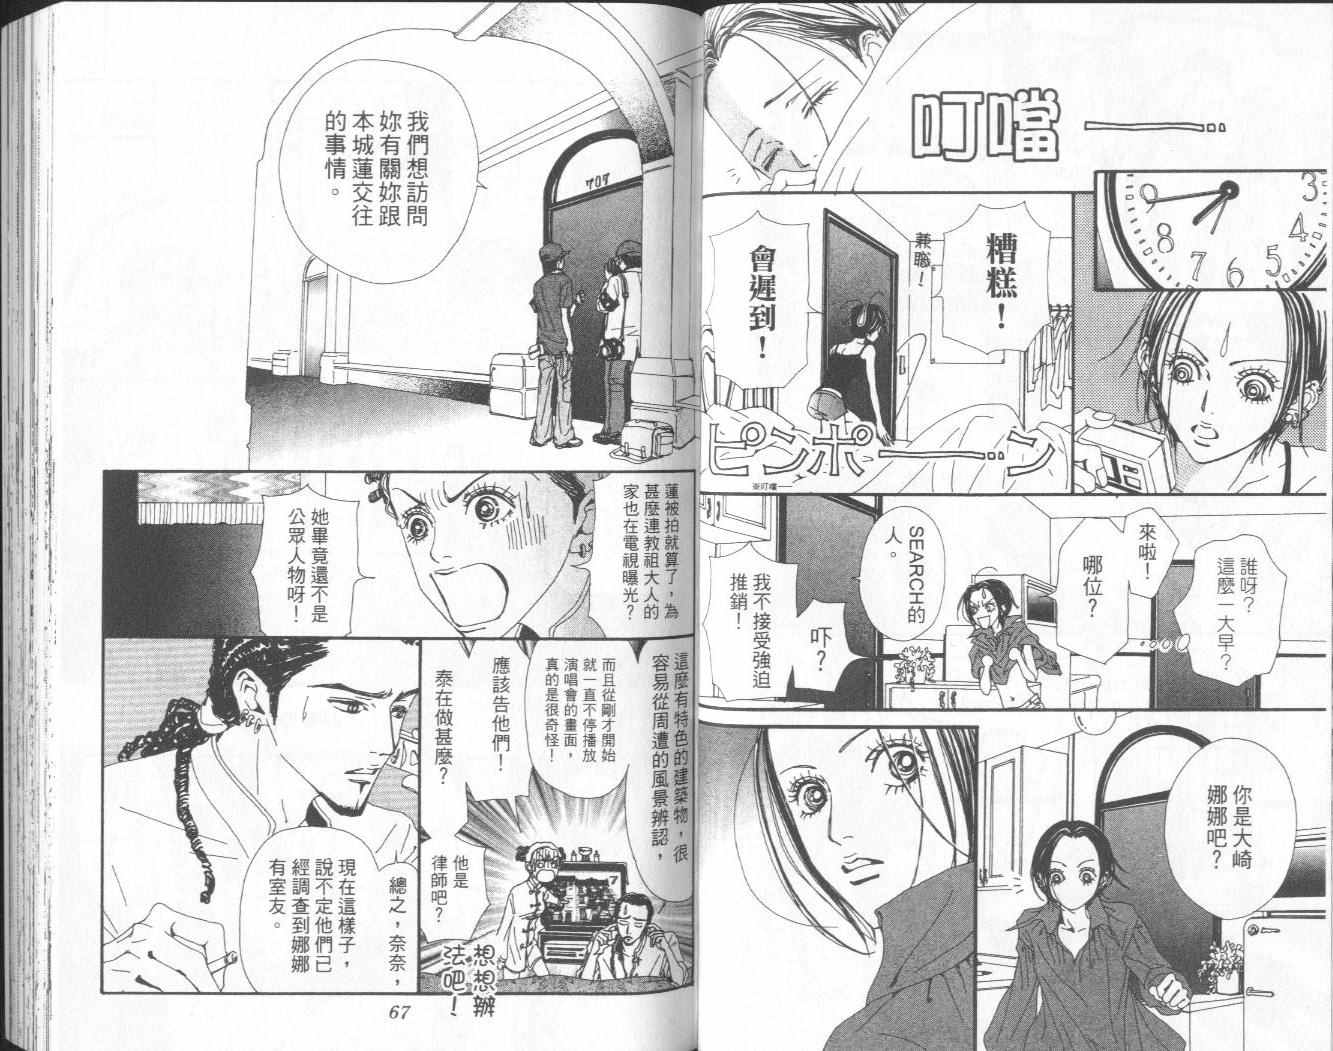 叮噹——
3
4
5
6
7
8
9
糟糕！
兼職！
會遲到！
ピンポーーン
※叮噹——
誰呀？
這麼一大早？
來啦！
哪位？
SEARCH的
人。
吓？
我不接受強迫
推銷！
你是大崎
娜娜吧？
707
我們想訪問
妳有關妳跟
本城蓮交往
的事情。
蓮被拍就算了，為
甚麼連教祖大人的
家也在電視曝光？
她畢竟還不是
公眾人物呀！
這麼有特色的建築物，很
容易從周遭的風景辨認，
而且從剛才開始
就一直不停播放
演唱會的畫面，
真的是很奇怪！
應該告他們！
泰在做甚麼？
他是
律師吧？
7
想想辦
法吧！
總之，奈奈，
現在這樣子，
說不定他們已
經調查到娜娜
有室友。
67